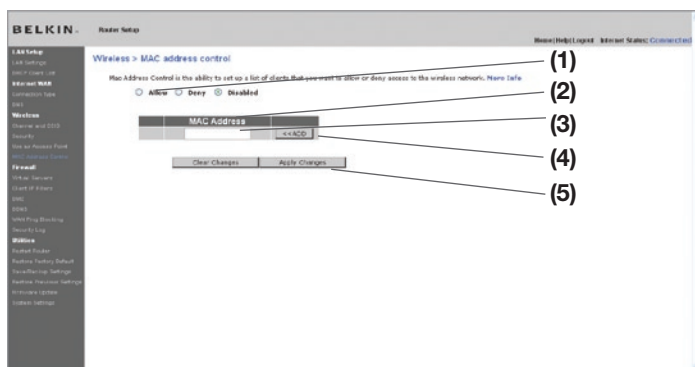 BELKIN. Router Setup
Home|Help|Logout Internet Status: Connected
LAN Setup
LAN Settings
DHCP Client List
Internet WAN
Connection Type
DNS
Wireless
Channel and SSID
Security
Use as Access Point
MAC Address Control
Firewall
Virtual Servers
Client IP Filters
DMZ
DDNS
WAN Ping Blocking
Security Log
Utilities
Restart Router
Restore Factory Default
Save/Backup Settings
Restore Previous Settings
Firmware Update
System Settings
Wireless > MAC address control
Mac Address Control is the ability to set up a list of clients that you want to allow or deny access to the wireless network. More Info
Allow Deny Disabled
MAC Address
<<ADD
Clear Changes Apply Changes
(1)
(2)
(3)
(4)
(5)